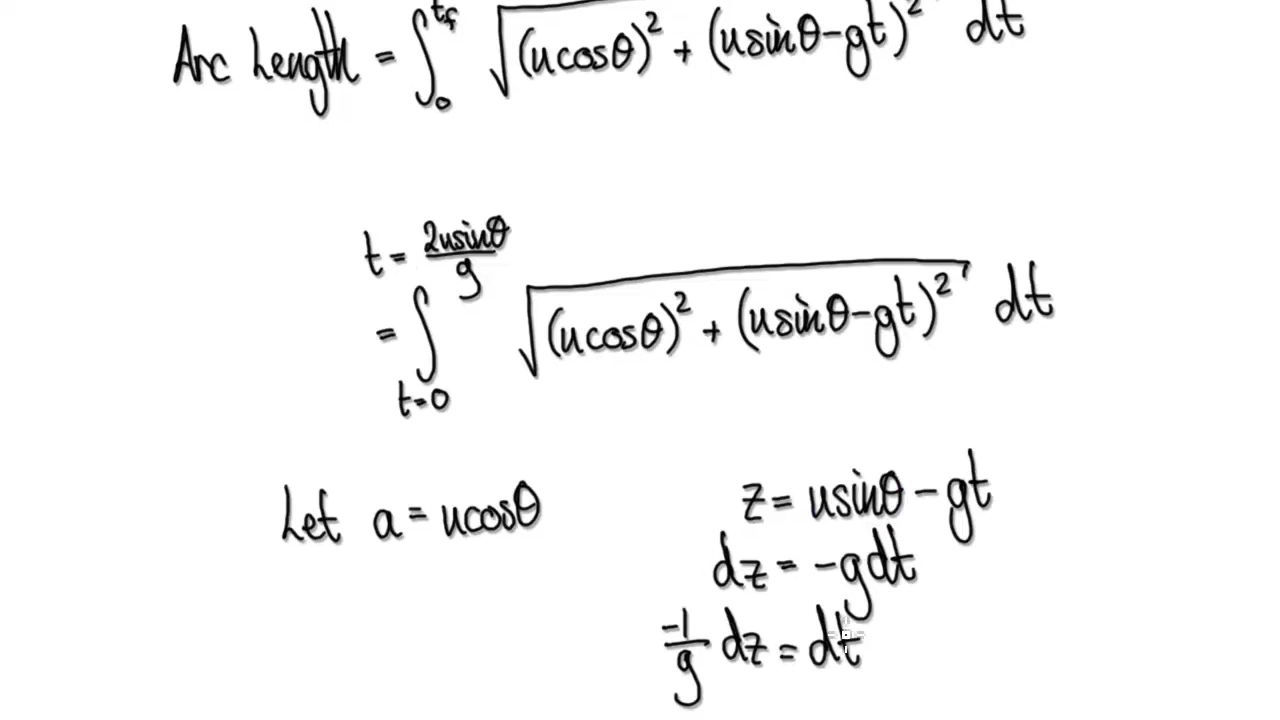 Arc Length = ∫₀^{t_f} √((ucosθ)² + (usinθ-gt)²) dt
t = 2usinθ/g
= ∫_{t=0} √((ucosθ)² + (usinθ-gt)²) dt
Let a = ucosθ
z = usinθ - gt
dz = -gdt
-1/g dz = dt